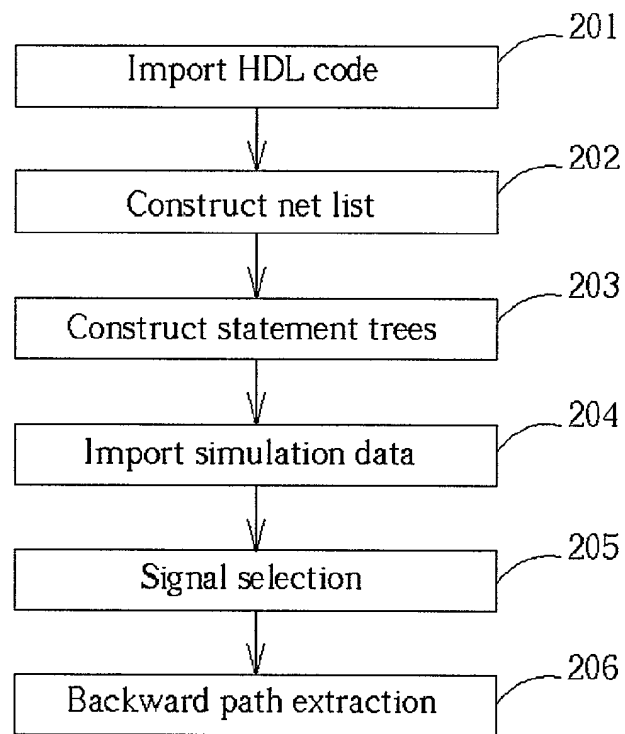 201
Import HDL code
202
Construct net list
203
Construct statement trees
204
Import simulation data
205
Signal selection
206
Backward path extraction